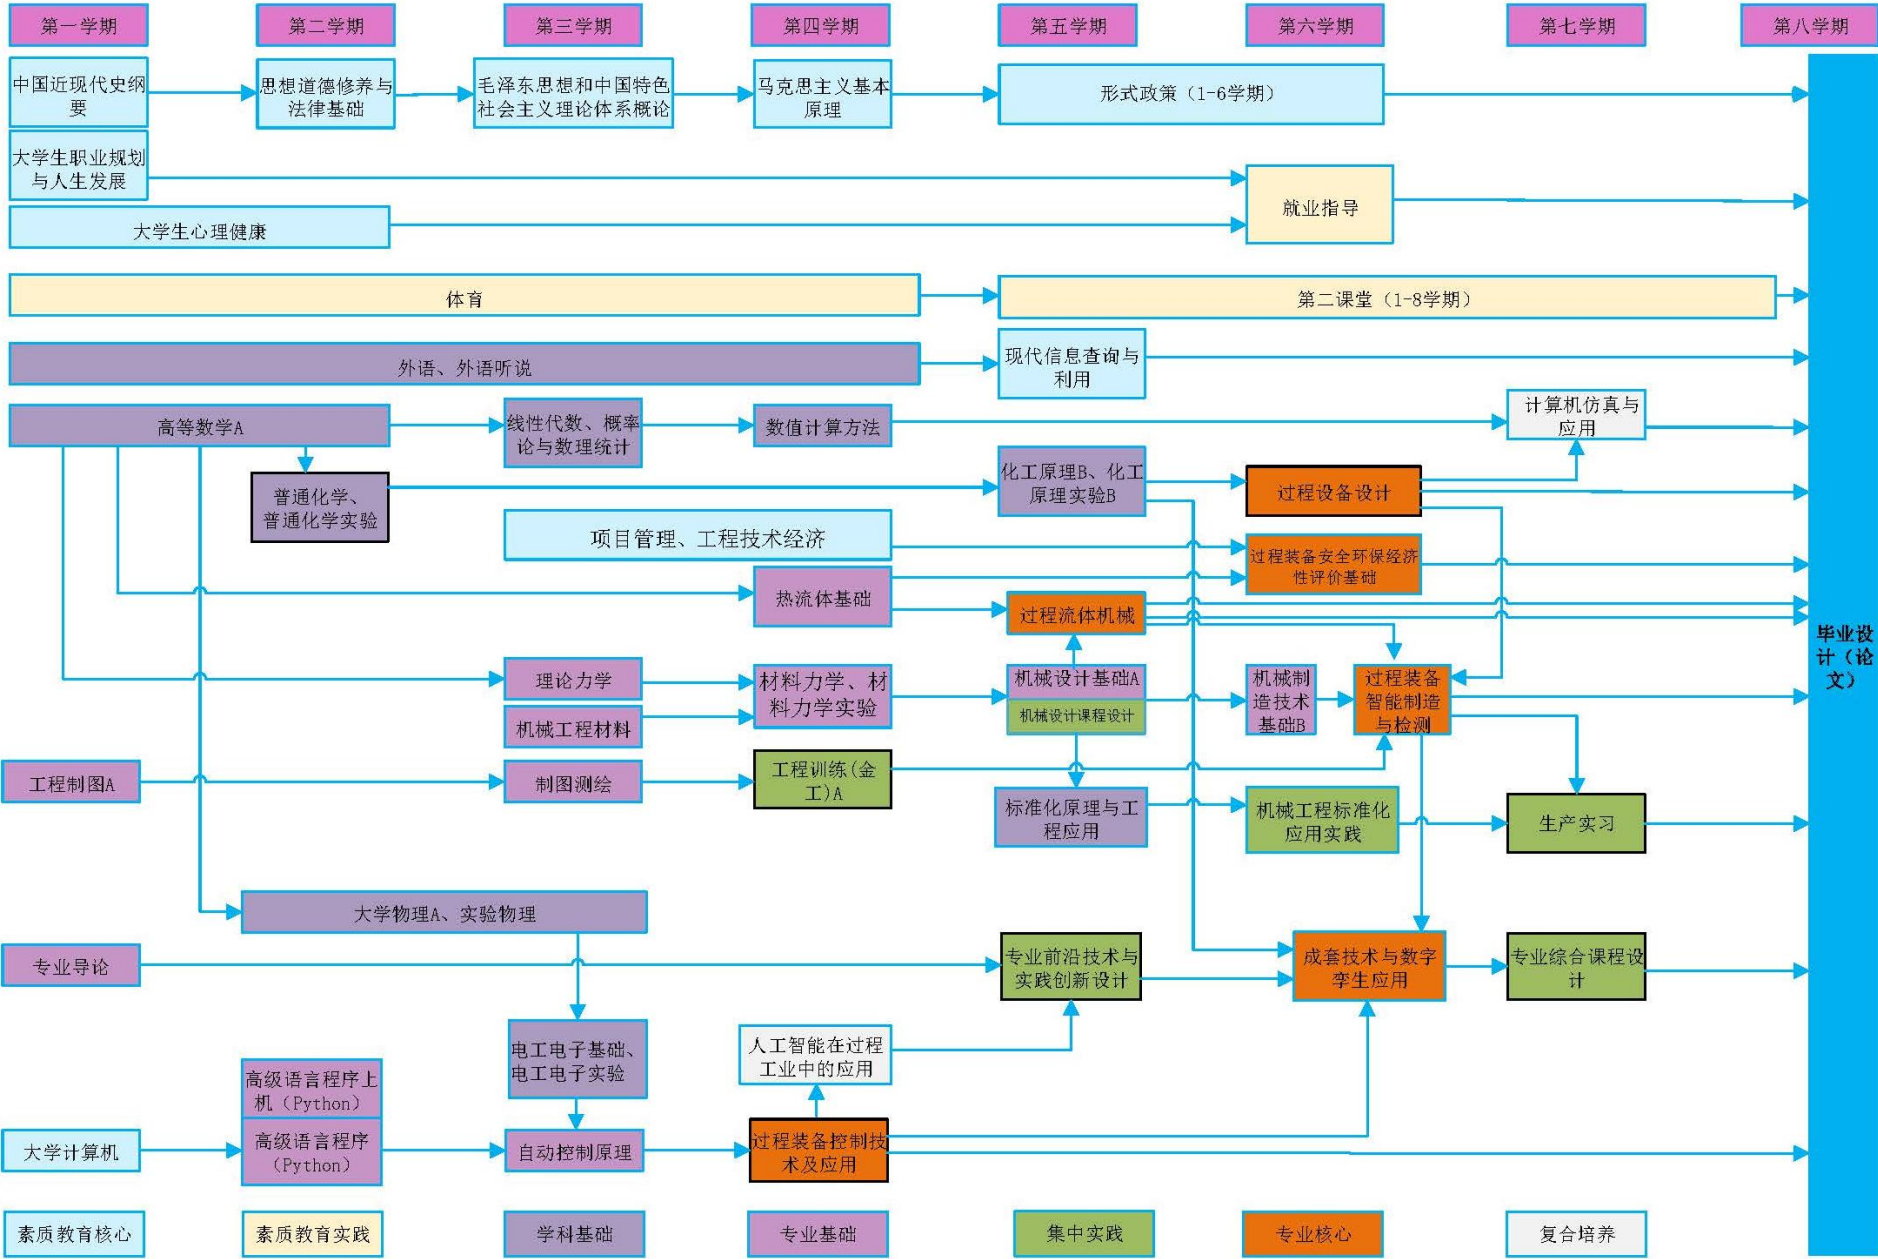 第一学期
第二学期
第三学期
第四学期
第五学期
第六学期
第七学期
第八学期
中国近现代史纲
要
思想道德修养与
法律基础
毛泽东思想和中国特色
社会主义理论体系概论
马克思主义基本
原理
形式政策（1-6学期）
大学生职业规划
与人生发展
就业指导
大学生心理健康
体育
第二课堂（1-8学期）
外语、外语听说
现代信息查询与
利用
高等数学A
线性代数、概率
论与数理统计
数值计算方法
计算机仿真与
应用
普通化学、
普通化学实验
化工原理B、化工
原理实验B
过程设备设计
项目管理、工程技术经济
过程装备安全环保经济
性评价基础
热流体基础
过程流体机械
毕业设
计（论
文）
理论力学
机械工程材料
材料力学、材
料力学实验
机械设计基础A
机械设计课程设计
机械制
造技术
基础B
过程装备
智能制造
与检测
工程制图A
制图测绘
工程训练(金
工)A
标准化原理与工
程应用
机械工程标准化
应用实践
生产实习
大学物理A、实验物理
专业导论
专业前沿技术与
实践创新设计
成套技术与数字
孪生应用
专业综合课程设
计
电工电子基础、
电工电子实验
人工智能在过程
工业中的应用
高级语言程序上
机（Python）
大学计算机
高级语言程序
（Python）
自动控制原理
过程装备控制技
术及应用
素质教育核心
素质教育实践
学科基础
专业基础
集中实践
专业核心
复合培养